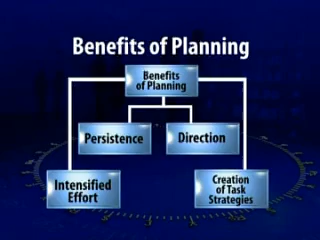 Benefits of Planning
Benefits
of Planning
Persistence
Direction
Intensified
Effort
Creation
of Task
Strategies